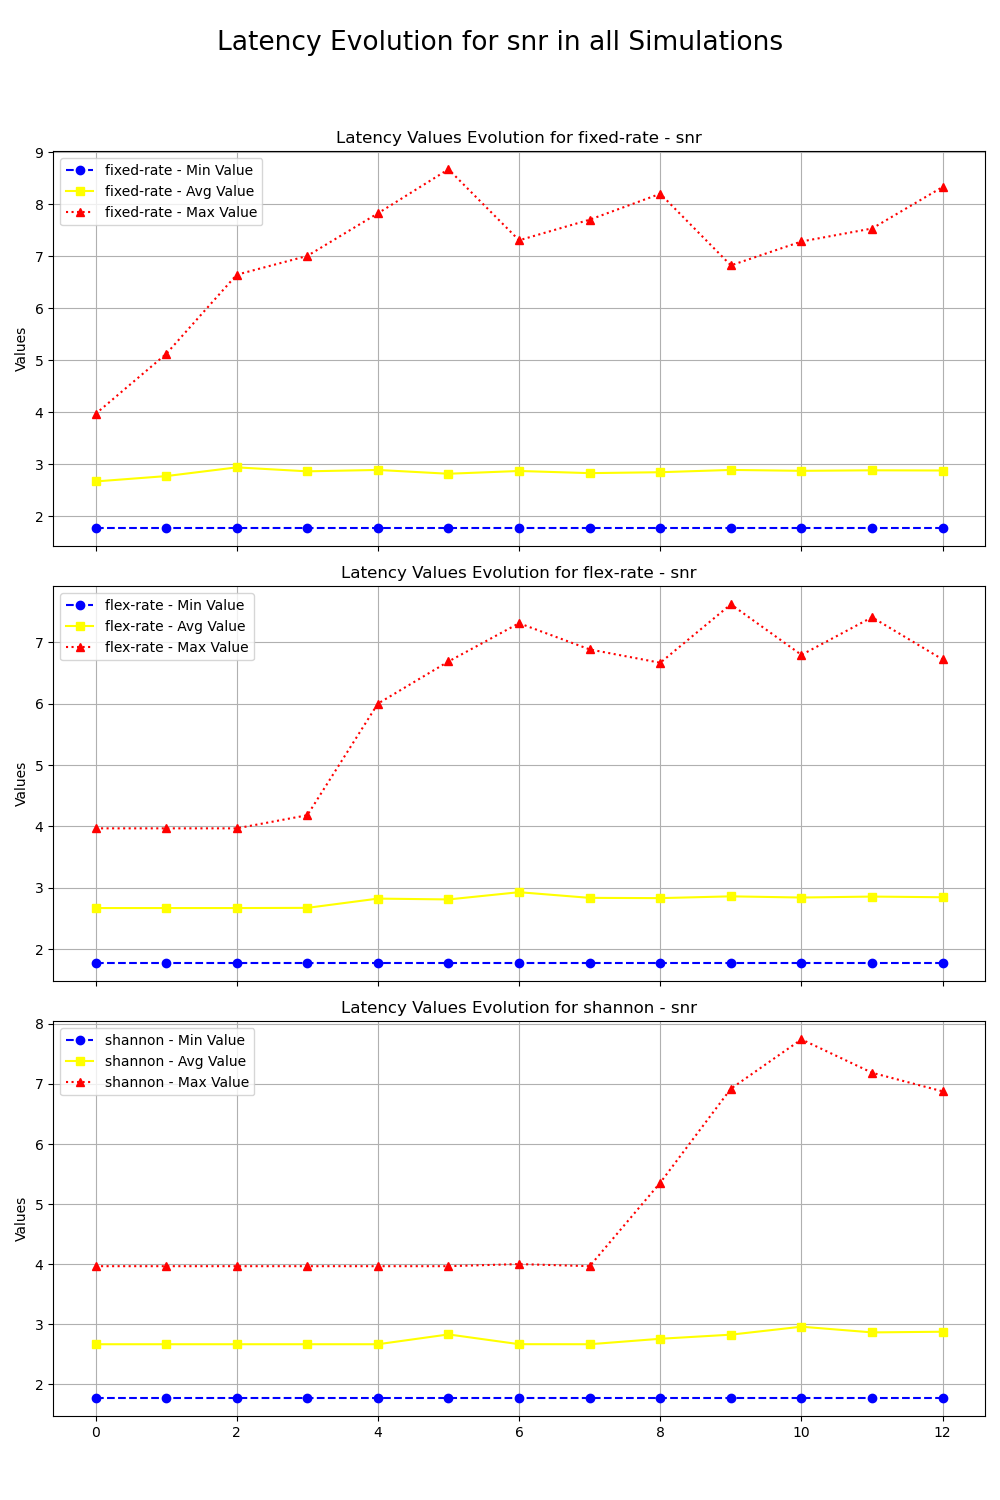 Latency Evolution for snr in all Simulations
Latency Values Evolution for fixed-rate - snr
9
8
7
6
5
4
3
2
Values
fixed-rate - Min Value
fixed-rate - Avg Value
fixed-rate - Max Value
Latency Values Evolution for flex-rate - snr
7
6
5
4
3
2
Values
flex-rate - Min Value
flex-rate - Avg Value
flex-rate - Max Value
Latency Values Evolution for shannon - snr
8
7
6
5
4
3
2
Values
shannon - Min Value
shannon - Avg Value
shannon - Max Value
0 2 4 6 8 10 12